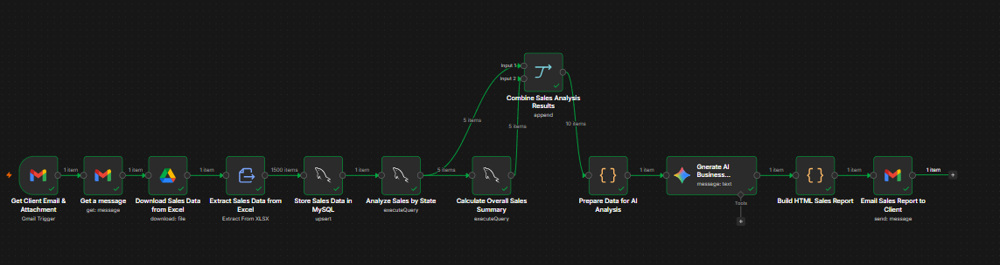 Input 1
Input 2
Combine Sales Analysis
Results
append
5 items
5 items
10 items
1 item
1 item
1 item
1500 items
1 item
5 items
1 item
1 item
1 item
1 item
Get Client Email &
Attachment
Gmail Trigger
Get a message
get: message
Download Sales Data
from Excel
download: file
Extract Sales Data from
Excel
Extract From XLSX
Store Sales Data in
MySQL
upsert
Analyze Sales by State
executeQuery
Calculate Overall Sales
Summary
executeQuery
Prepare Data for AI
Analysis
Gnerate AI
Business...
message: text
Tools
Build HTML Sales Report
Email Sales Report to
Client
send: message